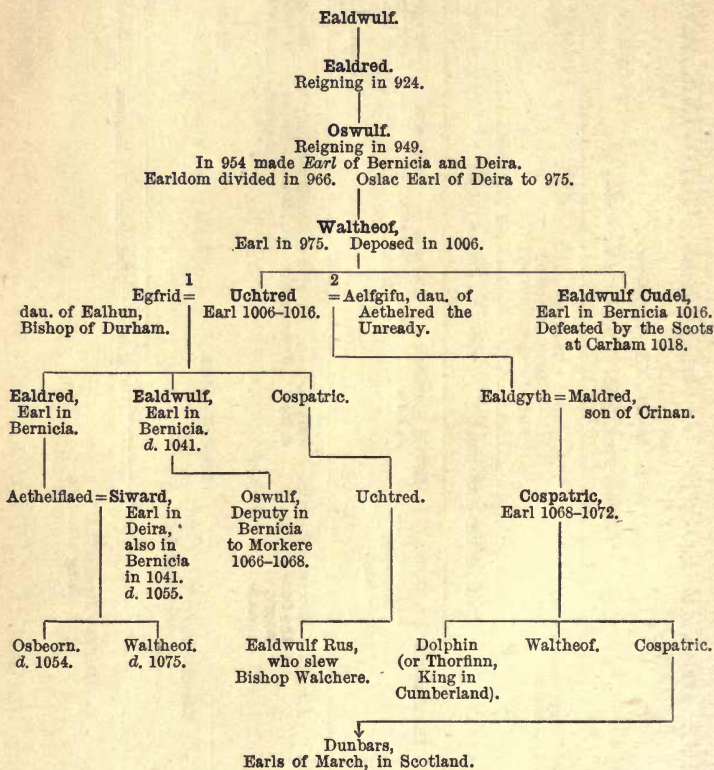 Ealdwulf.
Ealdred.
Reigning in 924.
Oswulf.
Reigning in 949.
In 954 made Earl of Bernicia and Deira.
Earldom divided in 966. Oslac Earl of Deira to 975.
Waltheof,
Earl in 975. Deposed in 1006.
1
Egfrid=
dau. of Ealhun,
Bishop of Durham.
Uchtred
Earl 1006–1016.
2
=Aelfgifu, dau. of
Aethelred the
Unready.
Ealdwulf Cudel,
Earl in Bernicia 1016.
Defeated by the Scots
at Carham 1018.
Ealdred,
Earl in
Bernicia.
Ealdwulf,
Earl in
Bernicia.
d. 1041.
Cospatric.
Ealdgyth=Maldred,
son of Crinan.
Aethelflaed=Siward,
Earl in
Deira,
also in
Bernicia
in 1041.
d. 1055.
Oswulf,
Deputy in
Bernicia
to Morkere
1066–1068.
Uchtred.
Cospatric,
Earl 1068–1072.
Osbeorn.
d. 1054.
Waltheof.
d. 1075.
Ealdwulf Rus,
who slew
Bishop Walchere.
Dolphin
(or Thorfinn,
King in
Cumberland).
Waltheof.
Cospatric.
Dunbars,
Earls of March, in Scotland.